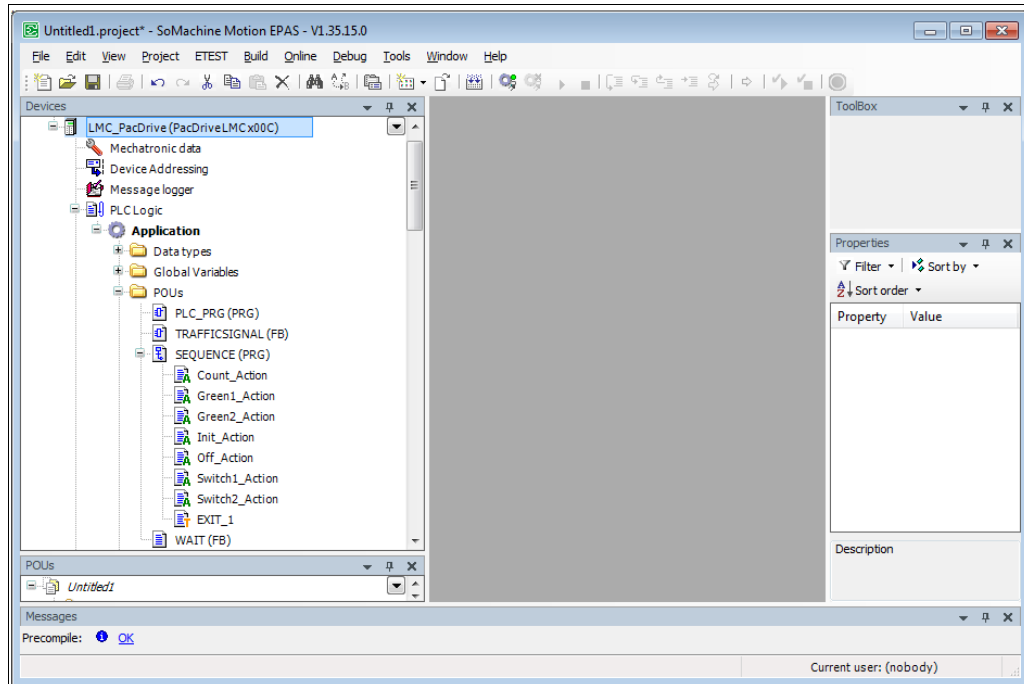 Untitled1.project* - SoMachine Motion EPAS - V1.35.15.0
File Edit View Project ETEST Build Online Debug Tools Window Help
Devices
LMC_PacDrive (PacDriveLMCx00C)
Mechatronic data
Device Addressing
Message logger
PLC Logic
Application
Data types
Global Variables
POUs
PLC_PRG (PRG)
TRAFFICSIGNAL (FB)
SEQUENCE (PRG)
Count_Action
Green1_Action
Green2_Action
Init_Action
Off_Action
Switch1_Action
Switch2_Action
EXIT_1
WAIT (FB)
POUs
Untitled1
ToolBox
Properties
Filter Sort by
Sort order
Property Value
Description
Messages
Precompile: OK
Current user: (nobody)